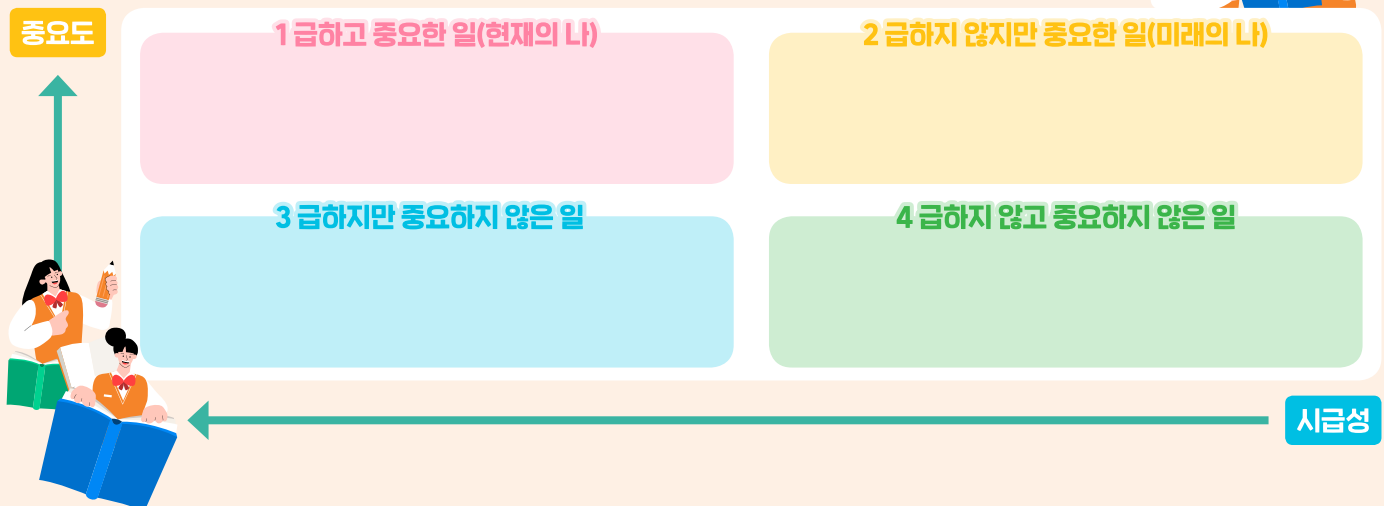 중요도
1 급하고 중요한 일(현재의 나)
2 급하지 않지만 중요한 일(미래의 나)
3 급하지만 중요하지 않은 일
4 급하지 않고 중요하지 않은 일
시급성